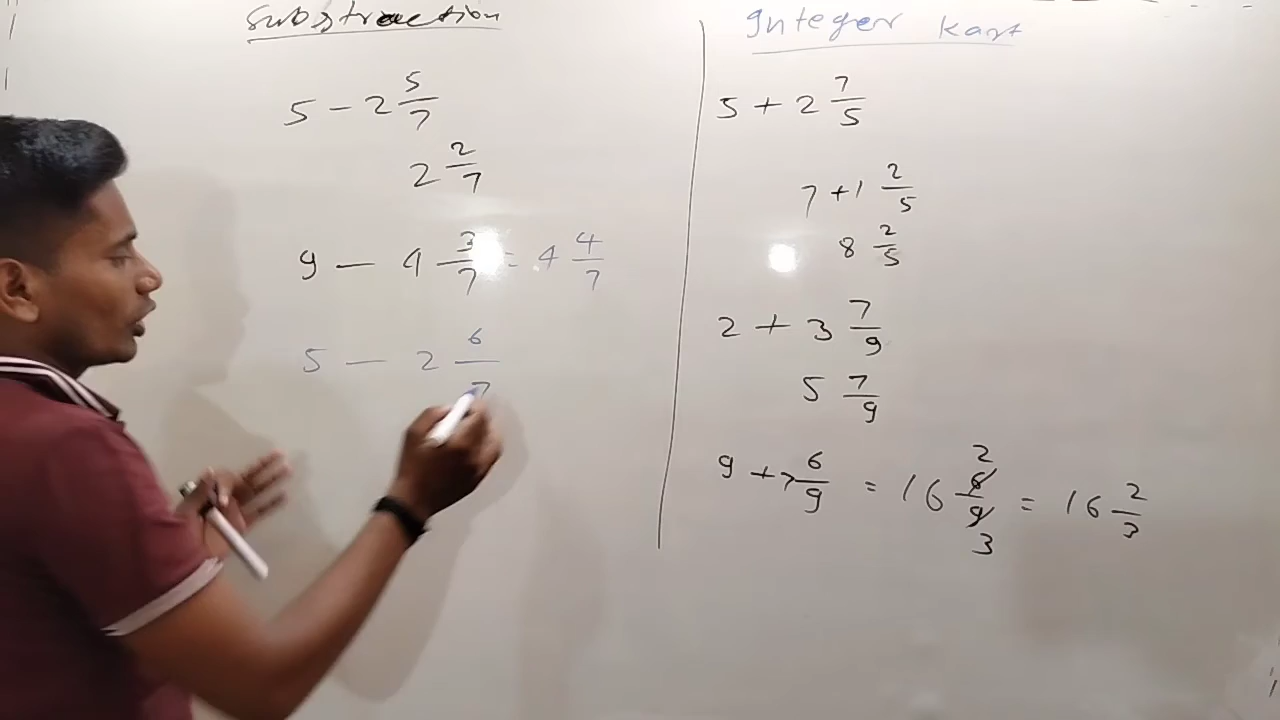 Substraction
5 - 2 5/7
2 2/7
9 - 4 3/7 = 4 4/7
5 - 2 6/7
Integer kart
5 + 2 7/5
7 + 1 2/5
8 2/5
2 + 3 7/9
5 7/9
9 + 7 6/9 = 16 6/9 2 3 = 16 2/3